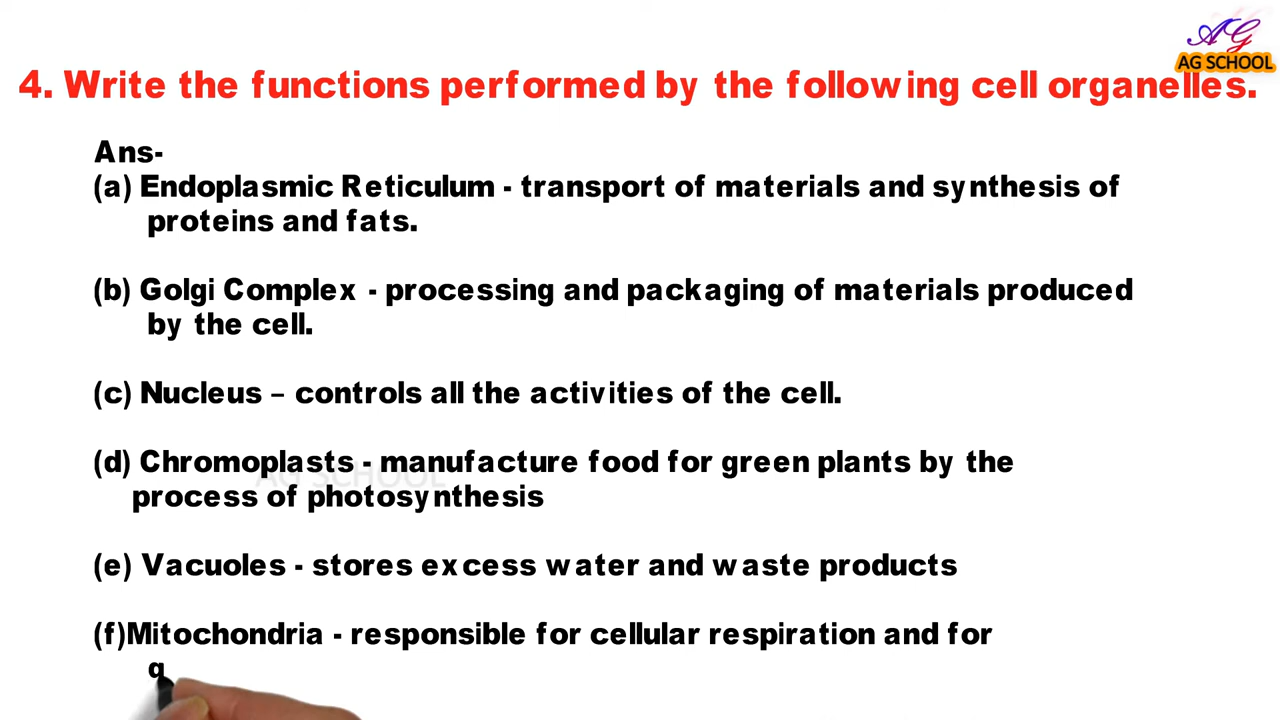 AG
AG SCHOOL
4. Write the functions performed by the following cell organelles.
Ans-
(a) Endoplasmic Reticulum - transport of materials and synthesis of
proteins and fats.
(b) Golgi Complex - processing and packaging of materials produced
by the cell.
(c) Nucleus – controls all the activities of the cell.
(d) Chromoplasts - manufacture food for green plants by the
AG SCHOOL
process of photosynthesis
(e) Vacuoles - stores excess water and waste products
(f)Mitochondria - responsible for cellular respiration and for